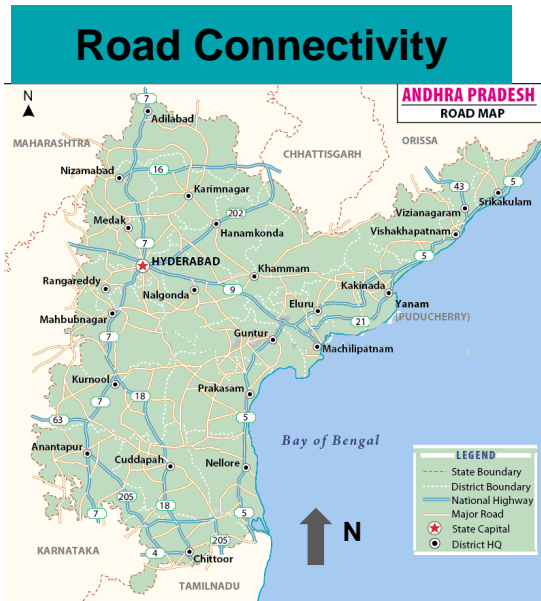 Road Connectivity
N
ANDHRA PRADESH
ROAD MAP
7
Adilabad
MAHARASHTRA
CHHATTISGARH
ORISSA
Nizamabad
16
43
5
Karimnagar
Srikakulam
Medak
202
Vizianagaram
Hanamkonda
Vishakhapatnam
7
HYDERABAD
5
Khammam
Rangareddy
Nalgonda
9
Kakinada
Eluru
Yanam
(PUDUCHERRY)
Mahbubnagar
21
7
Guntur
Machilipatnam
Kurnool
18
Prakasam
7
63
5
Anantapur
Bay of Bengal
Cuddapah
Nellore
LEGEND
State Boundary
District Boundary
National Highway
Major Road
State Capital
District HQ
205
18
7
5
N
205
KARNATAKA
4
Chittoor
TAMILNADU